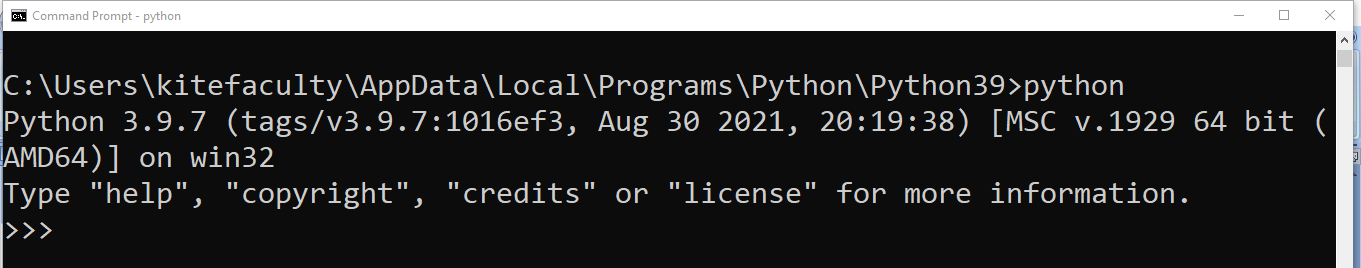 Command Prompt - python
C:\Users\kitefaculty\AppData\Local\Programs\Python\Python39>python
Python 3.9.7 (tags/v3.9.7:1016ef3, Aug 30 2021, 20:19:38) [MSC v.1929 64 bit (
AMD64)] on win32
Type "help", "copyright", "credits" or "license" for more information.
>>>